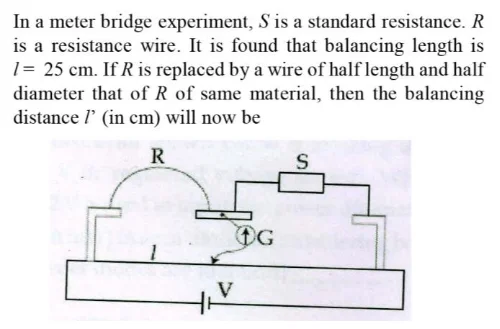 In a meter bridge experiment, S is a standard resistance. R
is a resistance wire. It is found that balancing length is
l = 25 cm. If R is replaced by a wire of half length and half
diameter that of R of same material, then the balancing
distance l’ (in cm) will now be
R
S
G
l
V